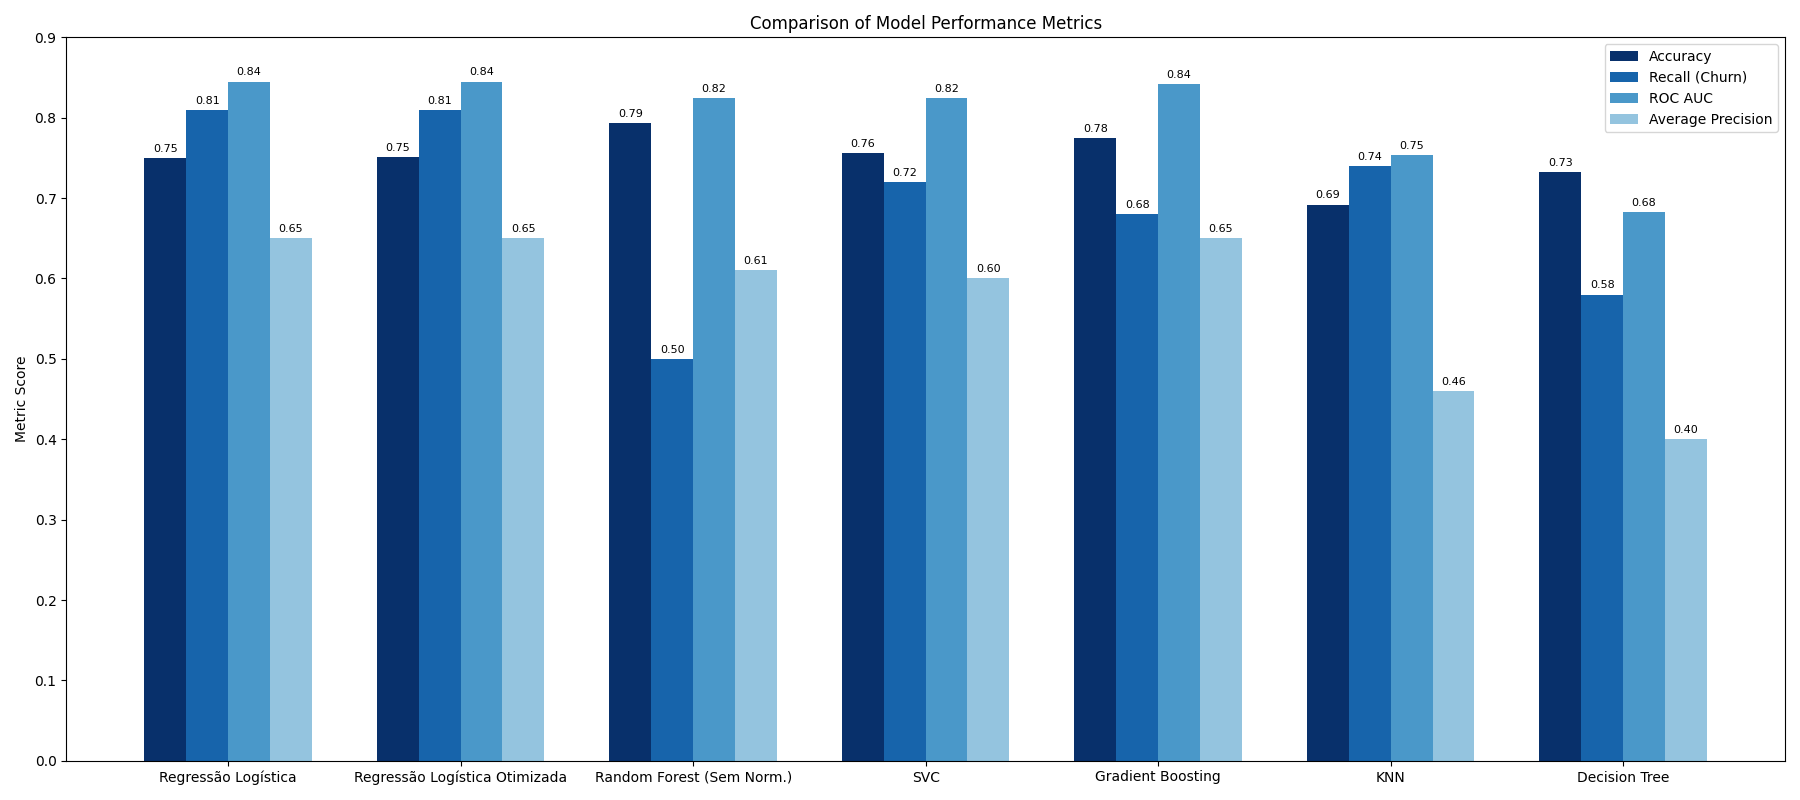 Comparison of Model Performance Metrics
Accuracy
Recall (Churn)
ROC AUC
Average Precision
Metric Score
0.9
0.8
0.7
0.6
0.5
0.4
0.3
0.2
0.1
0.0
0.75
0.81
0.84
0.65
0.75
0.81
0.84
0.65
0.79
0.50
0.82
0.61
0.76
0.72
0.82
0.60
0.78
0.68
0.84
0.65
0.69
0.74
0.75
0.46
0.73
0.58
0.68
0.40
Regressão Logística
Regressão Logística Otimizada
Random Forest (Sem Norm.)
SVC
Gradient Boosting
KNN
Decision Tree